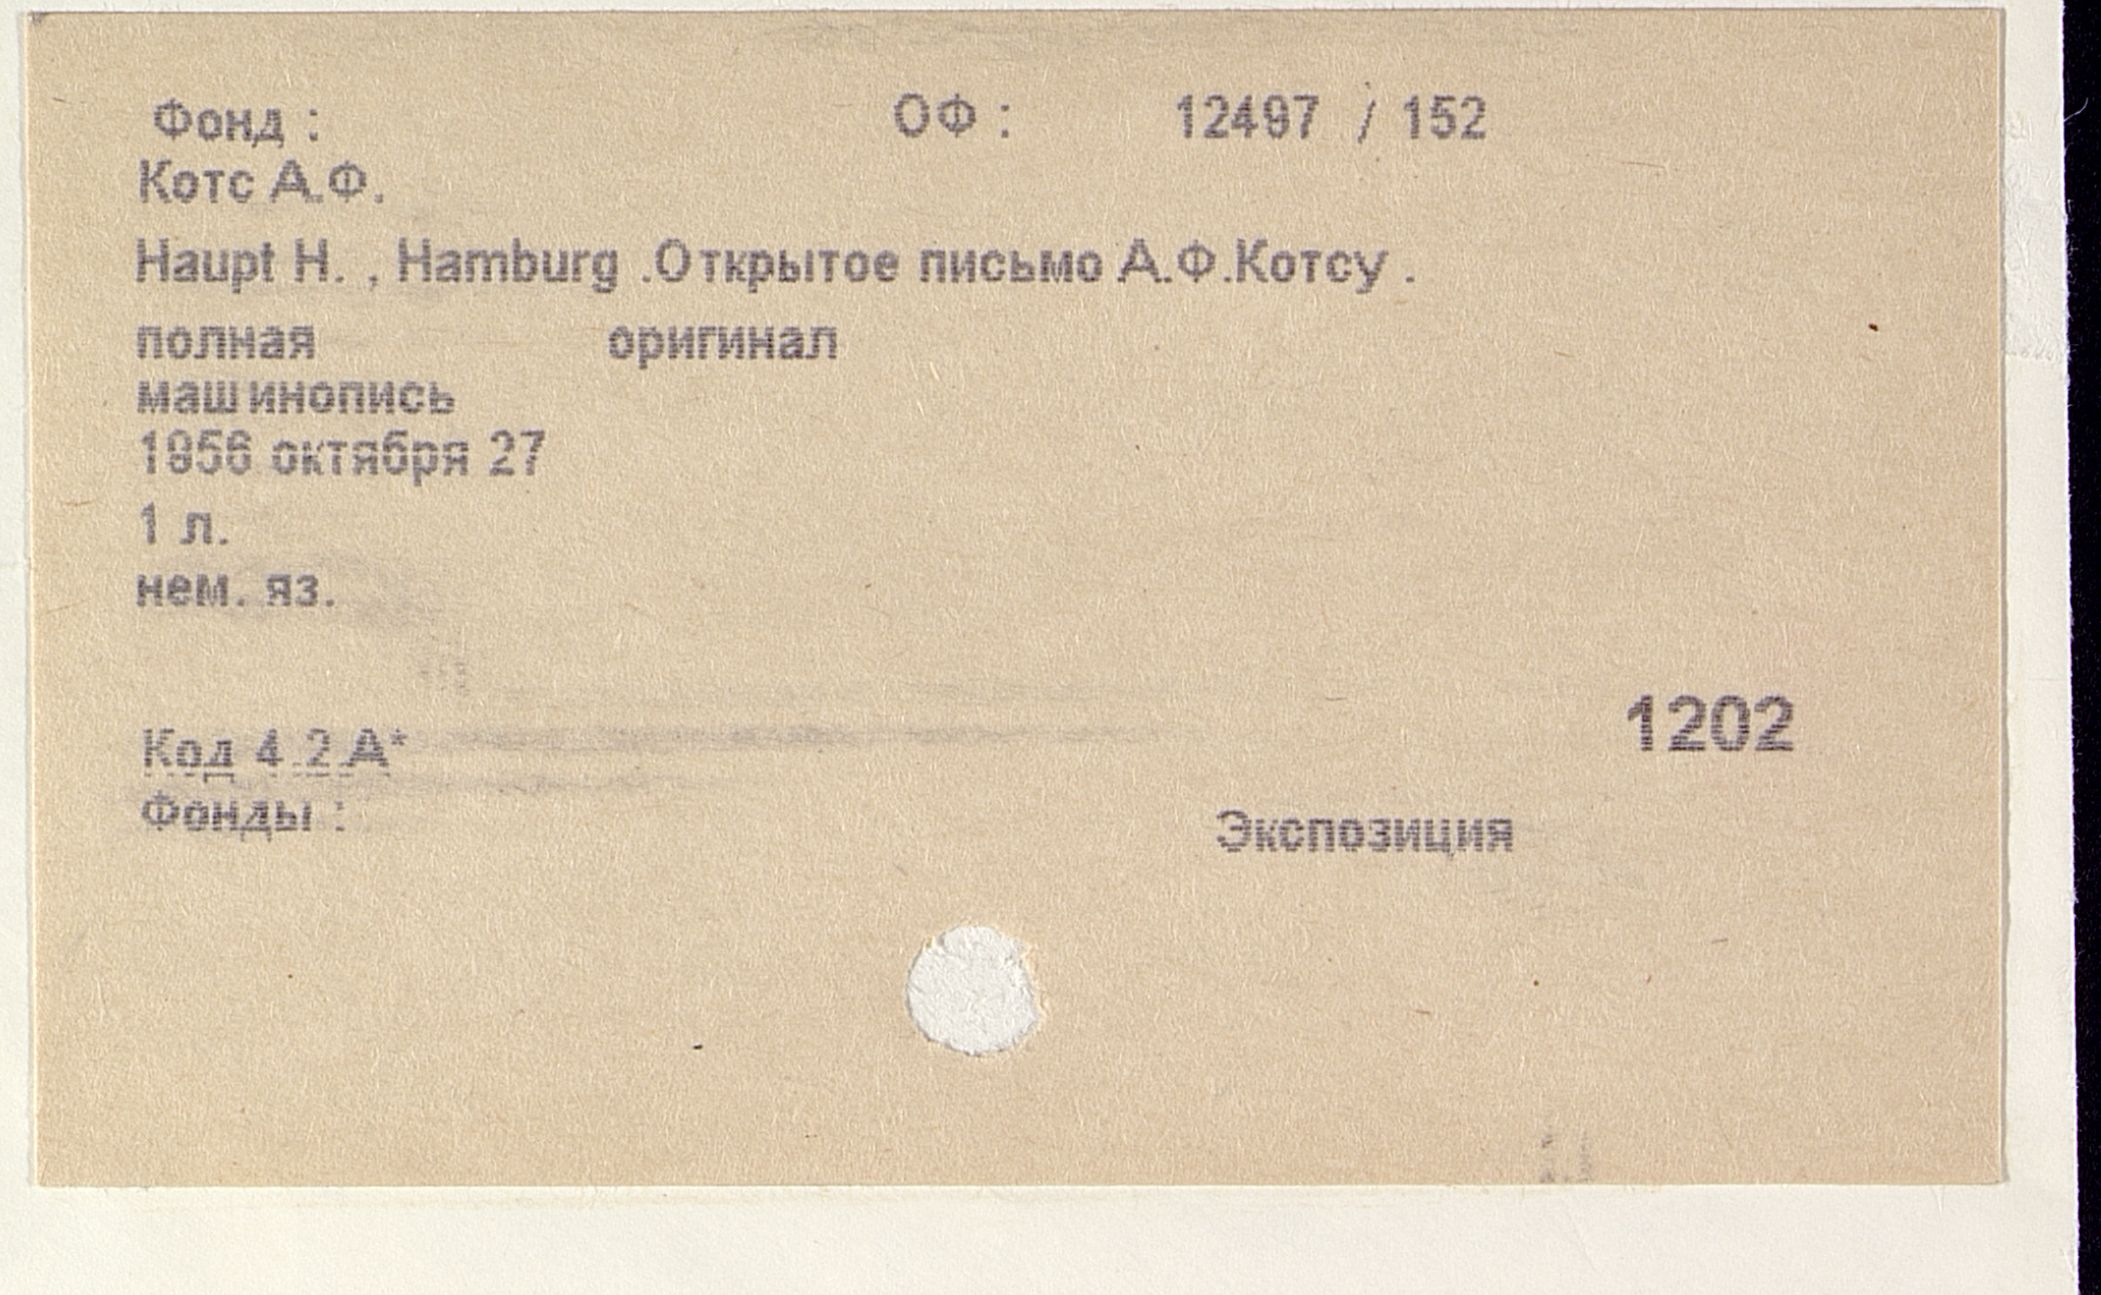 Фонд : ОФ : 12497 / 152
Котс А.Ф.
Haupt H. , Hamburg .Открытое письмо А.Ф.Котсу .
полная оригинал
машинопись
1956 октября 27
1 л.
нем. яз.
1202
Код 4.2.А*
Фонды : Экспозиция